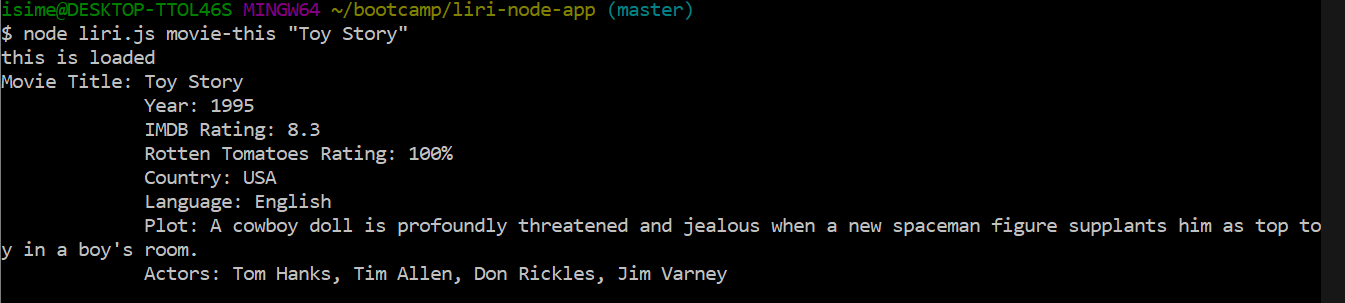 isime@DESKTOP-TTOL46S MINGW64 ~/bootcamp/liri-node-app (master)
$ node liri.js movie-this "Toy Story"
this is loaded
Movie Title: Toy Story
Year: 1995
IMDB Rating: 8.3
Rotten Tomatoes Rating: 100%
Country: USA
Language: English
Plot: A cowboy doll is profoundly threatened and jealous when a new spaceman figure supplants him as top to
y in a boy's room.
Actors: Tom Hanks, Tim Allen, Don Rickles, Jim Varney